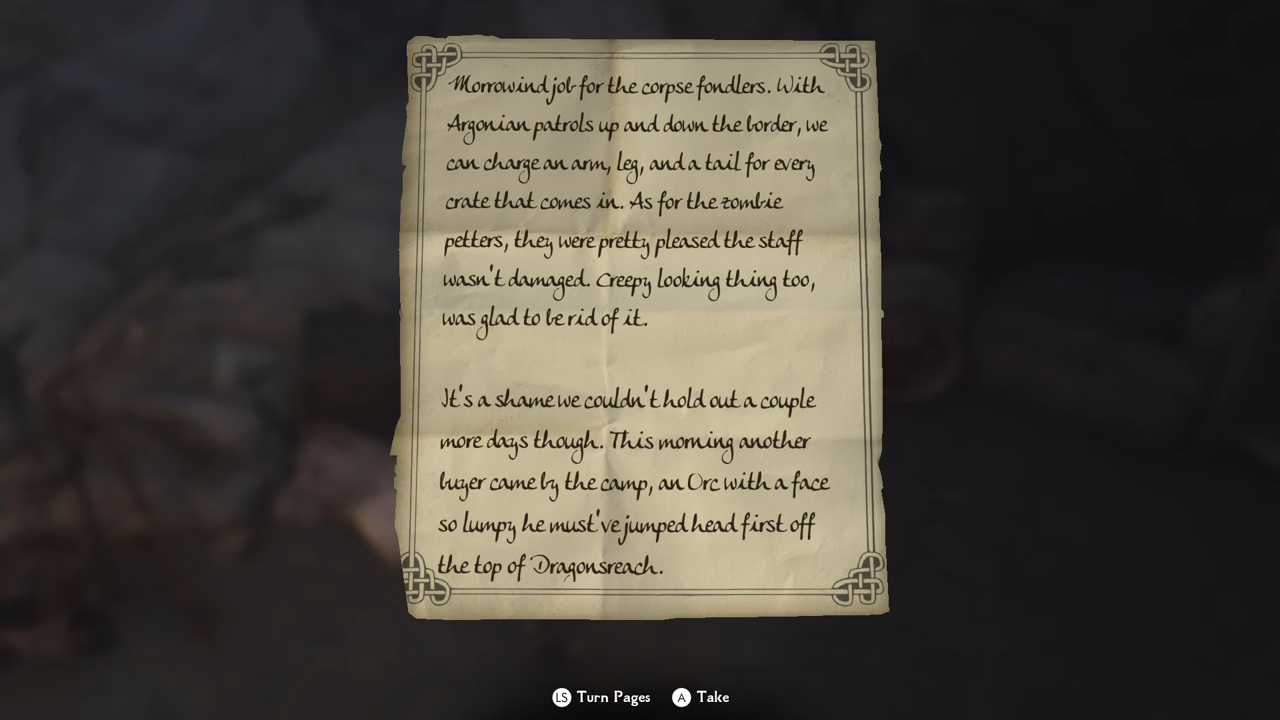 Morrowind job for the corpse fondlers. With
Argonian patrols up and down the border, we
can charge an arm, leg, and a tail for every
crate that comes in. As for the zombie
petters, they were pretty pleased the staff
wasn't damaged. Creepy looking thing too,
was glad to be rid of it.
It's a shame we couldn't hold out a couple
more days though. This morning another
buyer came by the camp, an Orc with a face
so lumpy he must've jumped head first off
the top of Dragonsreach.
LS Turn Pages A Take